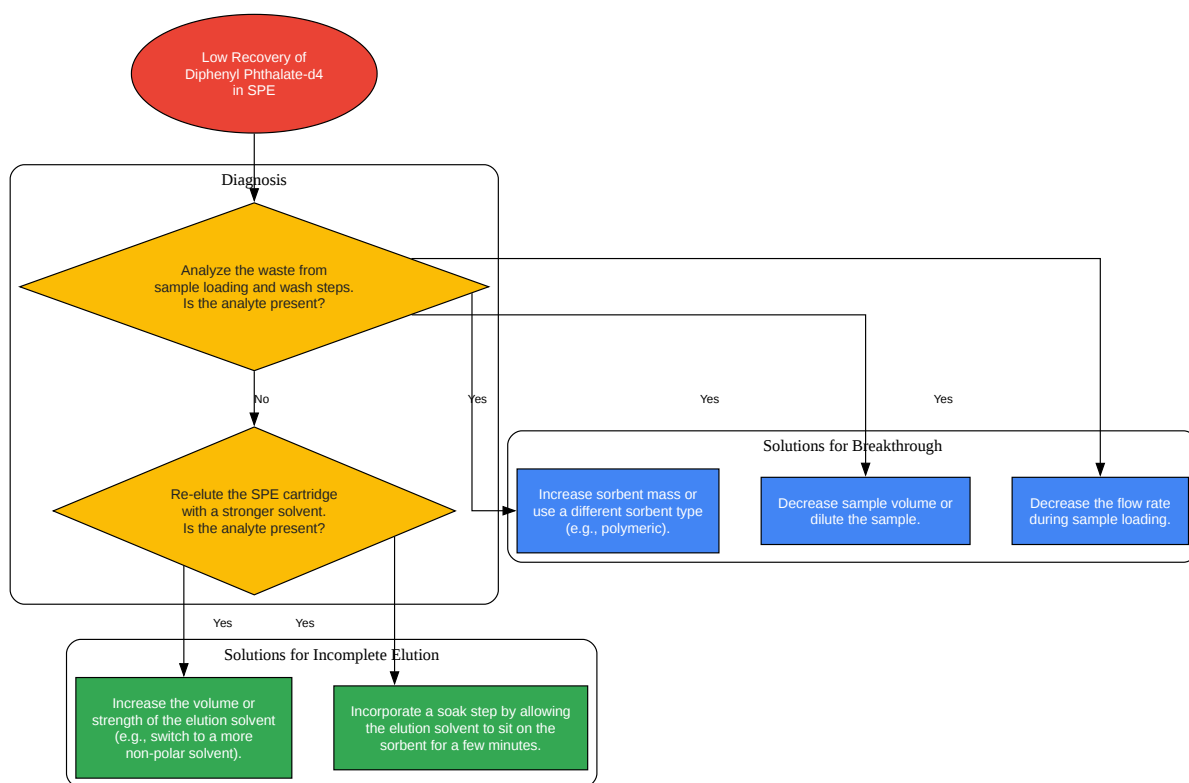 Low Recovery of
Diphenyl Phthalate-d4
in SPE
Diagnosis
Analyze the waste from
sample loading and wash steps.
Is the analyte present?
No
Yes
Yes
Yes
Re-elute the SPE cartridge
with a stronger solvent.
Is the analyte present?
Solutions for Breakthrough
Increase sorbent mass or
use a different sorbent type
(e.g., polymeric).
Decrease sample volume or
dilute the sample.
Decrease the flow rate
during sample loading.
Yes
Yes
Solutions for Incomplete Elution
Increase the volume or
strength of the elution solvent
(e.g., switch to a more
non-polar solvent).
Incorporate a soak step by allowing
the elution solvent to sit on the
sorbent for a few minutes.